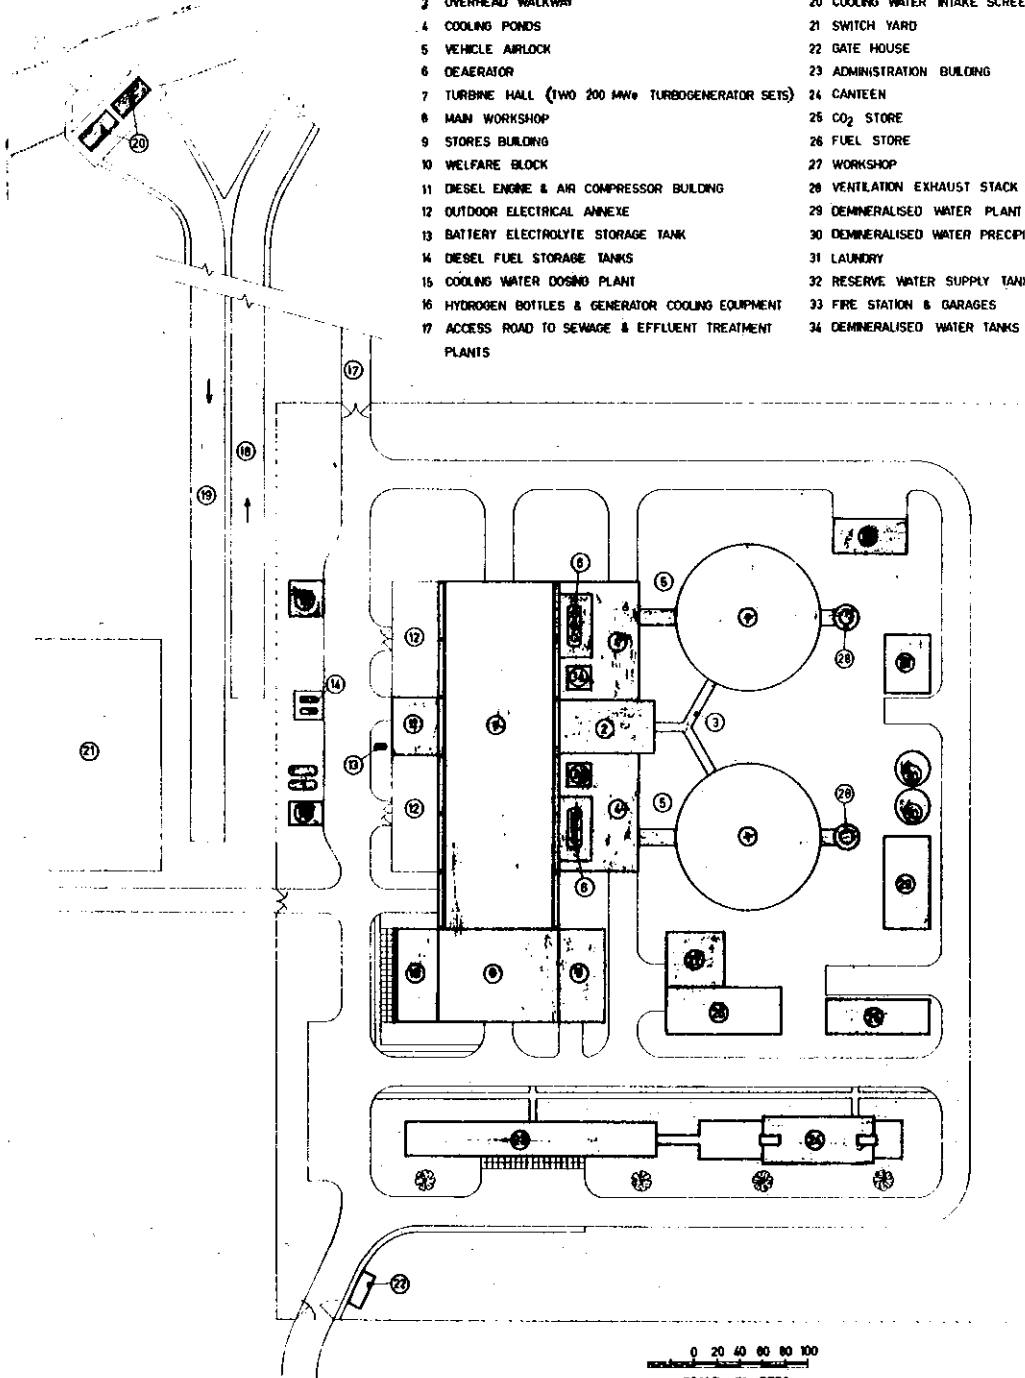 3 OVERHEAD WALKWAY
4 COOLING PONDS
5 VEHICLE AIRLOCK
6 DEAERATOR
7 TURBINE HALL (TWO 200 MWe TURBOGENERATOR SETS)
8 MAIN WORKSHOP
9 STORES BUILDING
10 WELFARE BLOCK
11 DIESEL ENGINE & AIR COMPRESSOR BUILDING
12 OUTDOOR ELECTRICAL ANNEXE
13 BATTERY ELECTROLYTE STORAGE TANK
14 DIESEL FUEL STORAGE TANKS
15 COOLING WATER DOSING PLANT
16 HYDROGEN BOTTLES & GENERATOR COOLING EQUIPMENT
17 ACCESS ROAD TO SEWAGE & EFFLUENT TREATMENT
PLANTS
20 COOLING WATER INTAKE SCREE
21 SWITCH YARD
22 GATE HOUSE
23 ADMINISTRATION BUILDING
24 CANTEEN
25 CO2 STORE
26 FUEL STORE
27 WORKSHOP
28 VENTILATION EXHAUST STACK
29 DEMINERALISED WATER PLANT
30 DEMINERALISED WATER PRECIPI
31 LAUNDRY
32 RESERVE WATER SUPPLY TAN
33 FIRE STATION & GARAGES
34 DEMINERALISED WATER TANKS
20
17
18
19
6
5
12
28
14
34
11
2
3
21
13
12
5
28
6
29
23
24
22
0 20 40 60 80 100